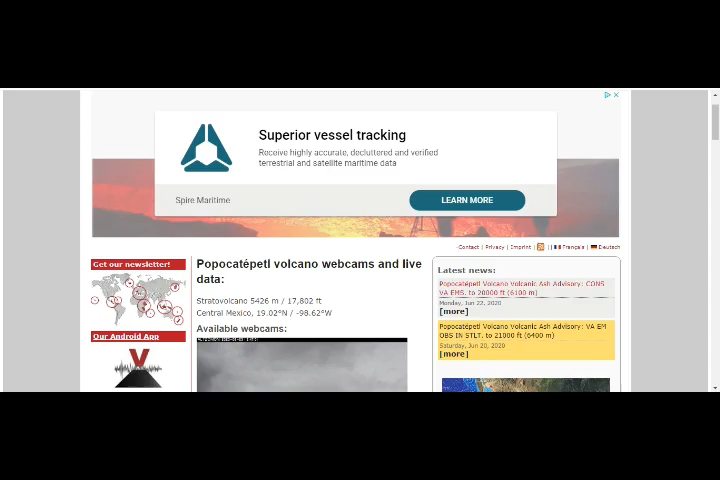 Superior vessel tracking
Receive highly accurate, decluttered and verified
terrestrial and satellite maritime data
Spire Maritime
LEARN MORE
Contact | Privacy | Imprint | Français | Deutsch
Get our newsletter!
Our Android App
Popocatépetl volcano webcams and live
data:
Stratovolcano 5426 m / 17,802 ft
Central Mexico, 19.02°N / -98.62°W
Available webcams:
Latest news:
Popocatépetl Volcano Volcanic Ash Advisory: CONS
VA EMS. to 20000 ft (6100 m)
Monday, Jun 22, 2020
[more]
Popocatépetl Volcano Volcanic Ash Advisory: VA EM
OBS IN STLT. to 21000 ft (6400 m)
Saturday, Jun 20, 2020
[more]